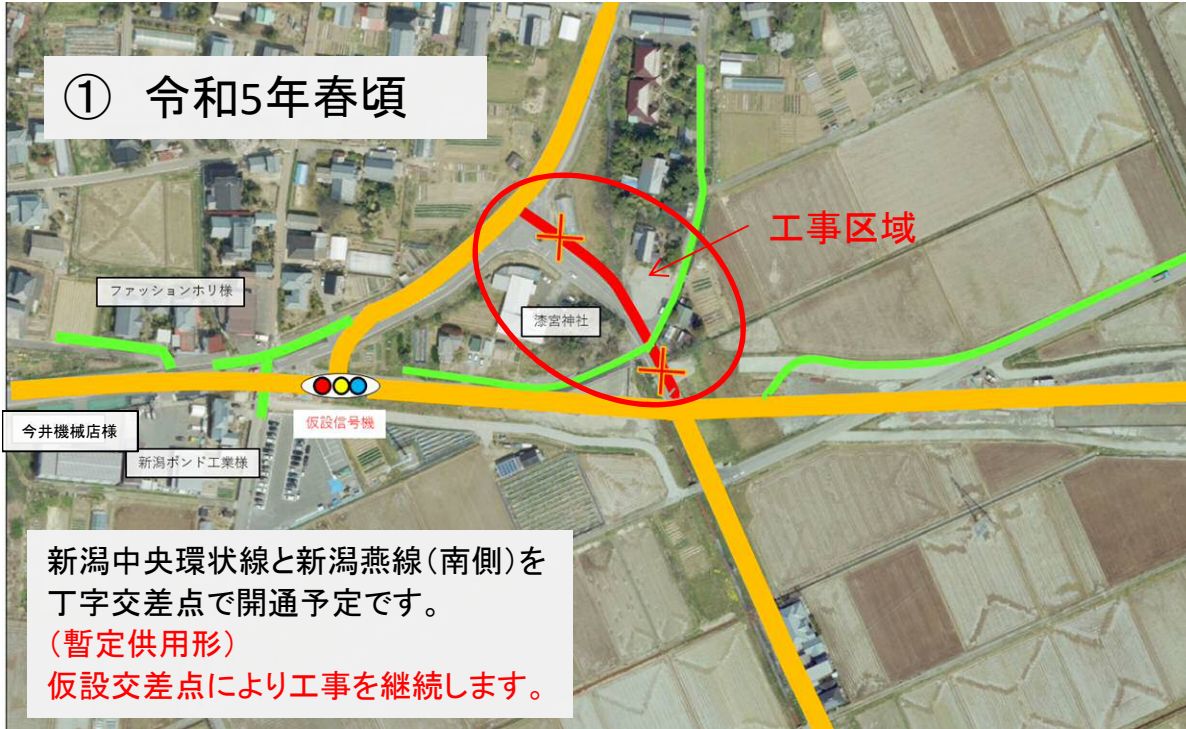 ① 令和5年春頃
工事区域
ファッションホリ様
漆宮神社
今井機械店様
仮設信号機
新潟ボンド工業様
新潟中央環状線と新潟燕線(南側)を
丁字交差点で開通予定です。
(暫定供用形)
仮設交差点により工事を継続します。